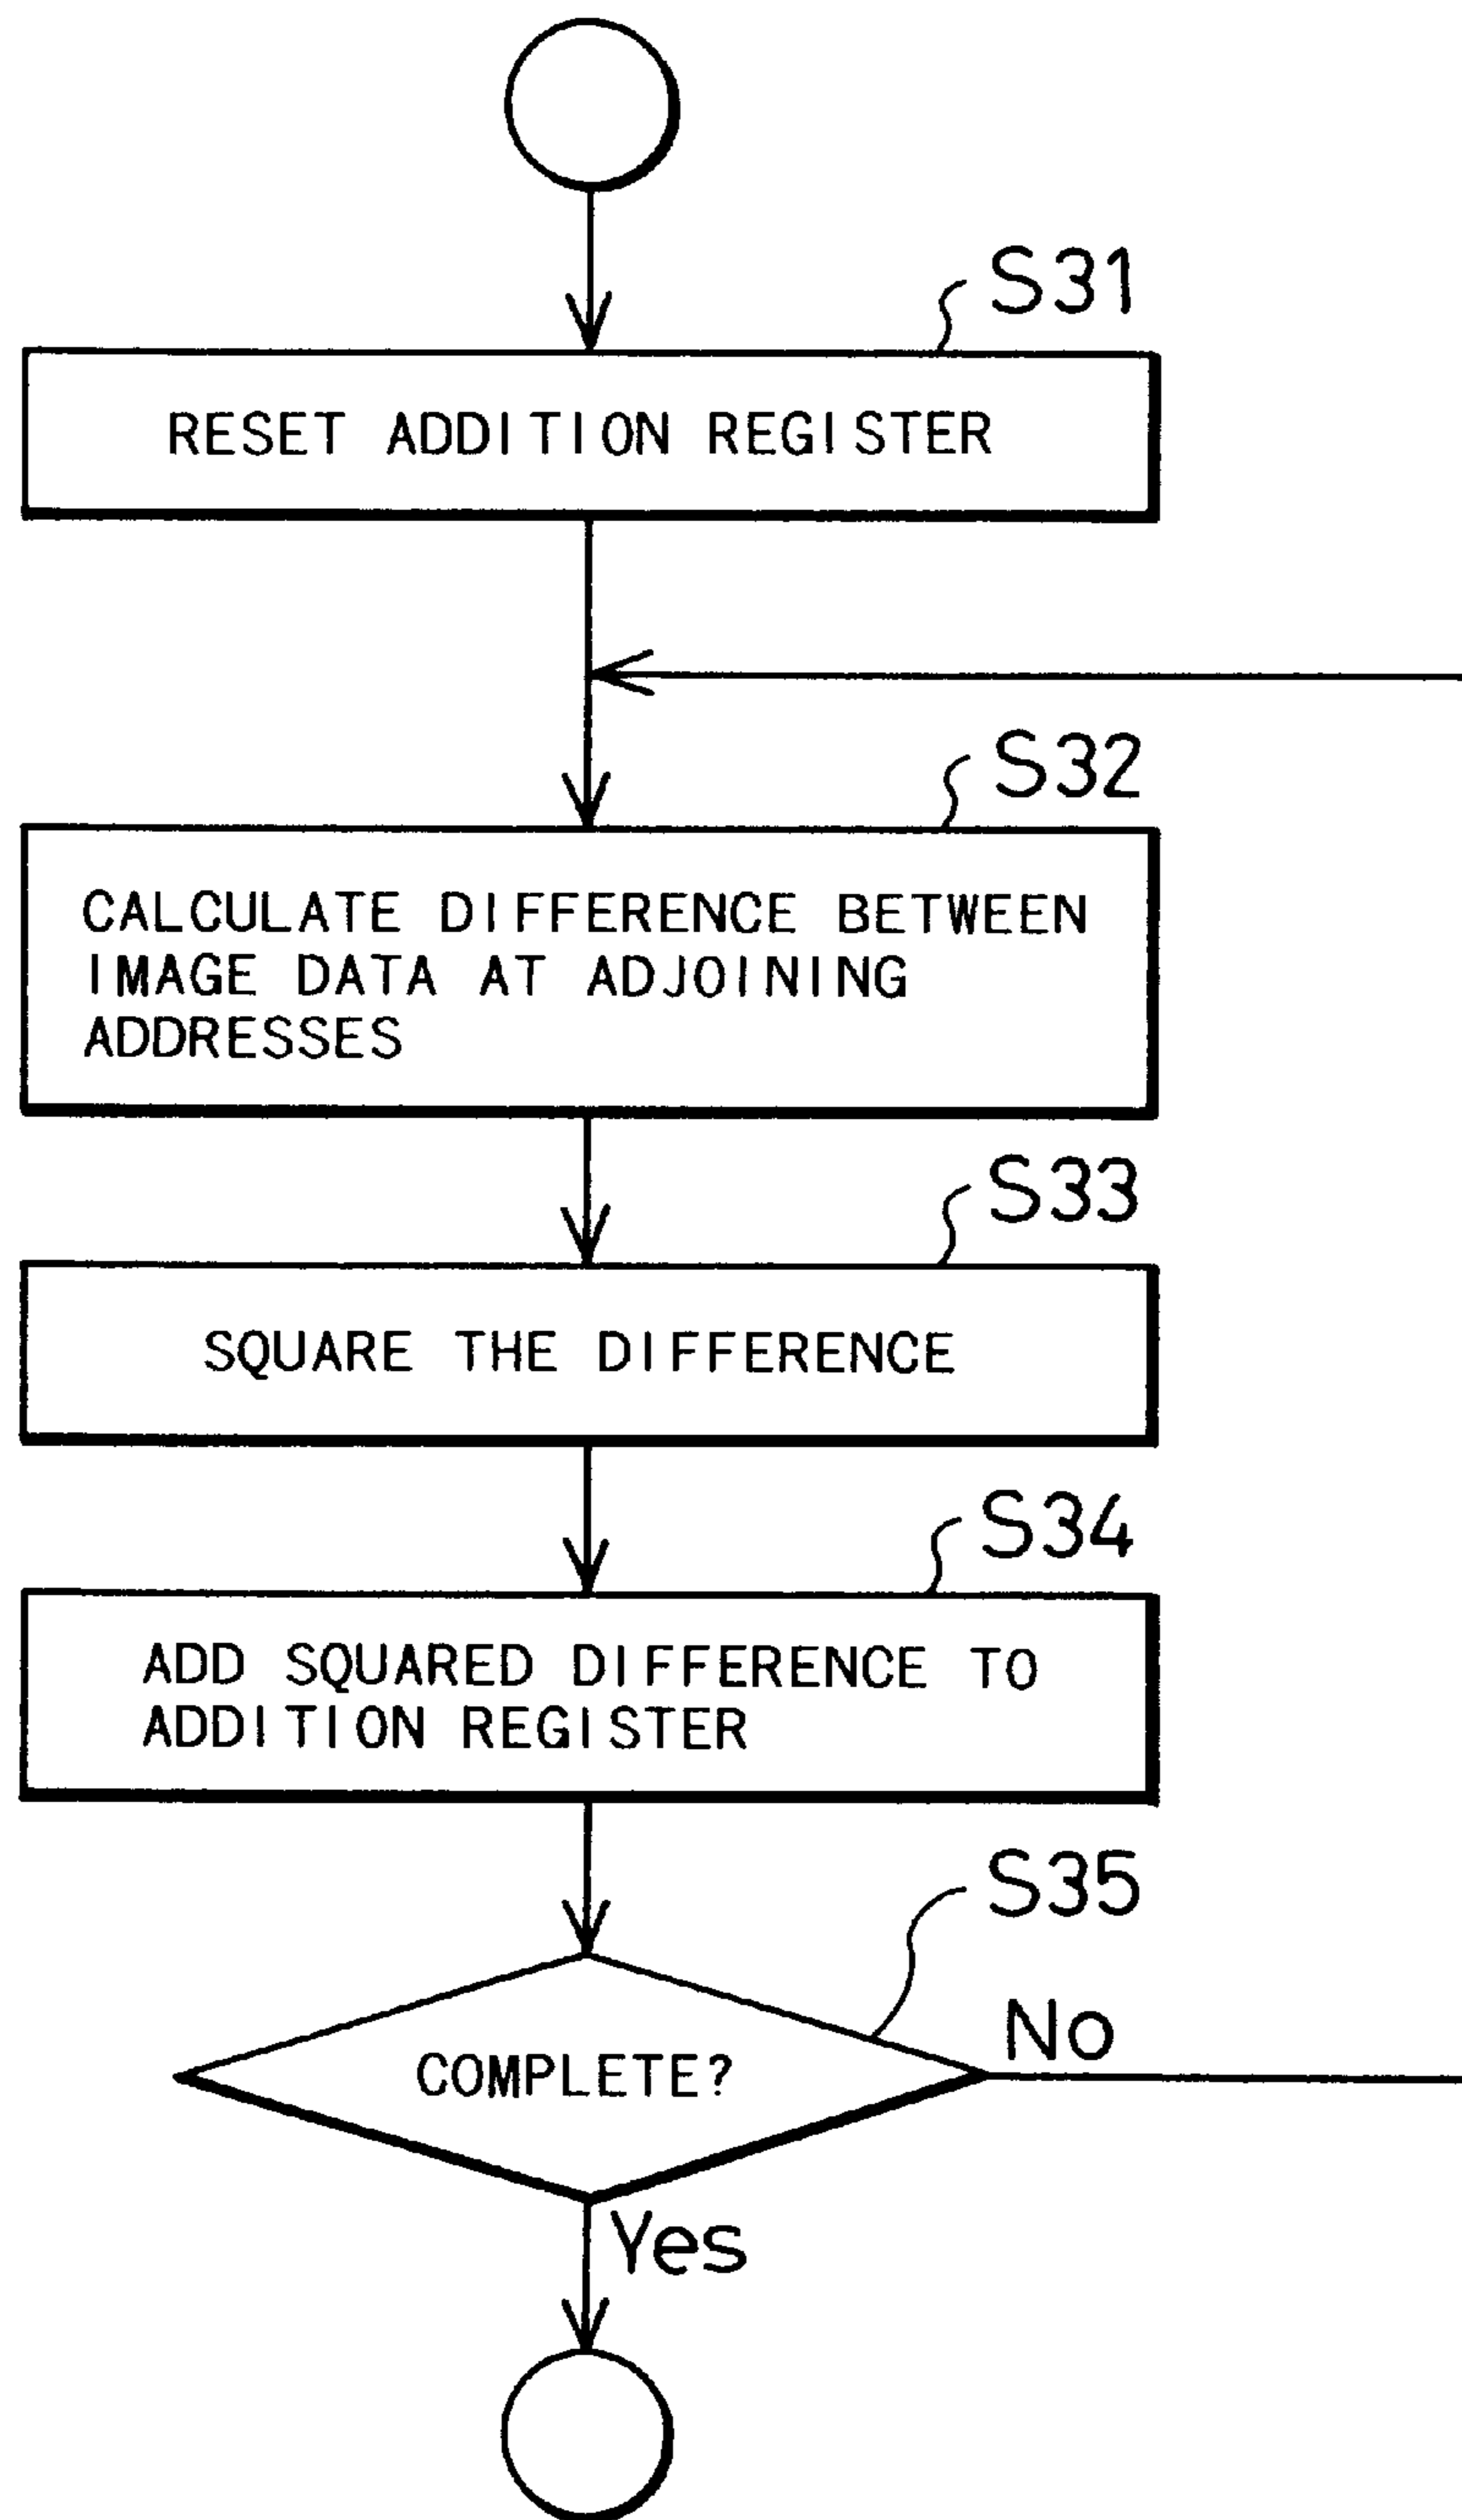 S31
RESET ADDITION REGISTER
S32
CALCULATE DIFFERENCE BETWEEN
IMAGE DATA AT ADJOINING
ADDRESSES
S33
SQUARE THE DIFFERENCE
S34
ADD SQUARED DIFFERENCE TO
ADDITION REGISTER
S35
COMPLETE?
No
Yes